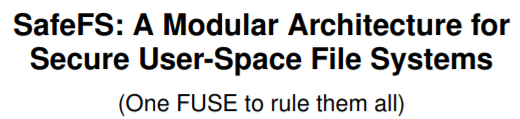 SafeFS: A Modular Architecture for
Secure User-Space File Systems
(One FUSE to rule them all)